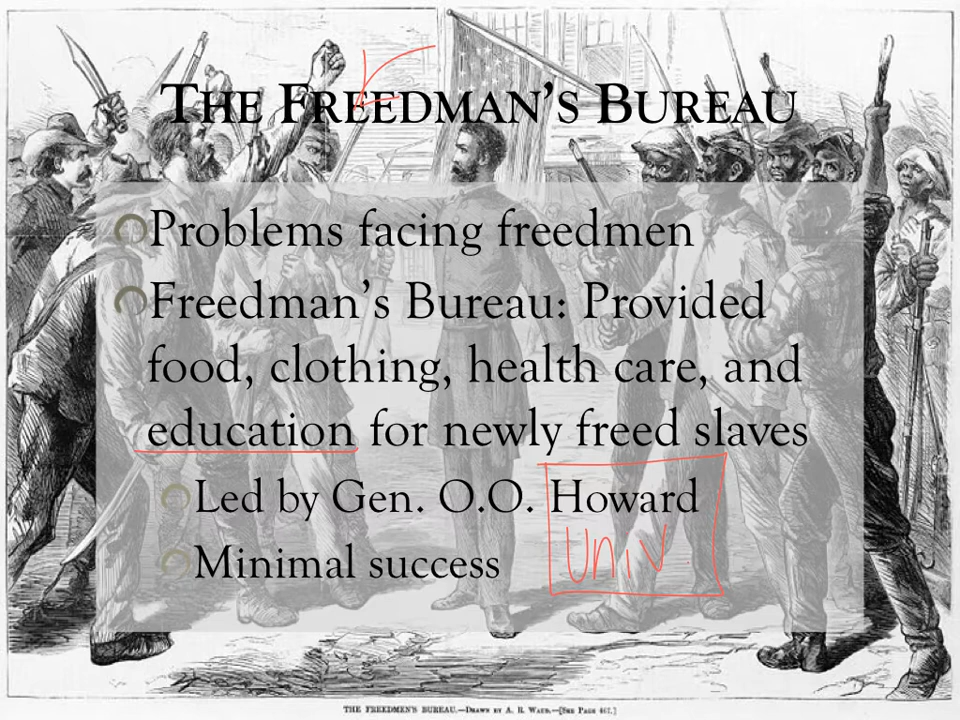 THE FREEDMAN'S BUREAU
Problems facing freedmen
Freedman's Bureau: Provided
food, clothing, health care, and
education for newly freed slaves
Led by Gen. O.O. Howard
Univ.
Minimal success
THE FREEDMEN'S BUREAU.—Drawn by A. R. Waud.—[See Page 467.]